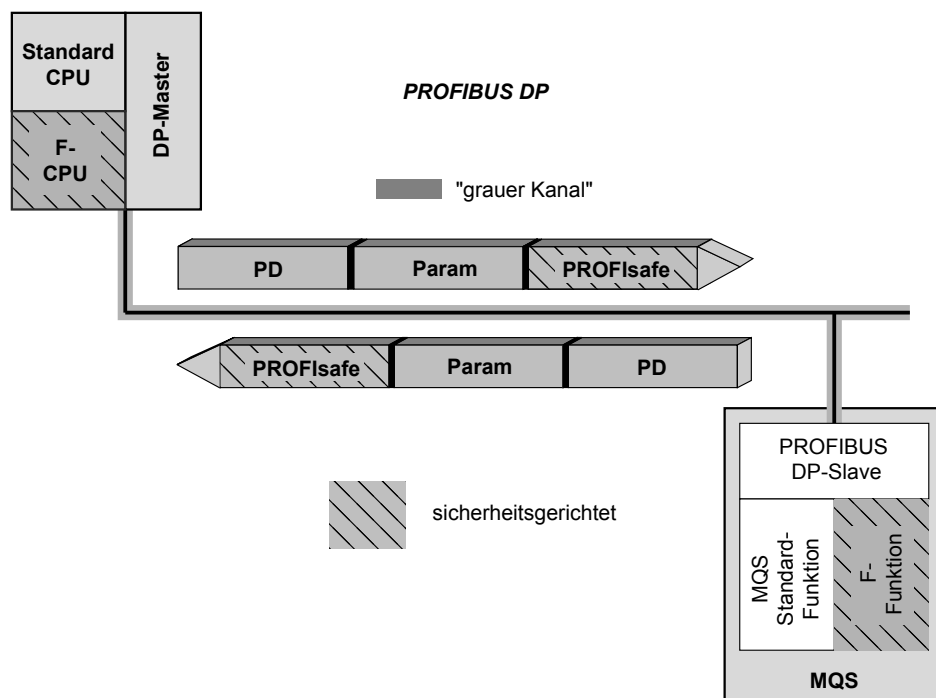 Standard
CPU
F-
CPU
DP-Master
PROFIBUS DP
"grauer Kanal"
PD
Param
PROFIsafe
PROFIsafe
Param
PD
sicherheitsgerichtet
PROFIBUS
DP-Slave
MQS
Standard-
Funktion
F-
Funktion
MQS